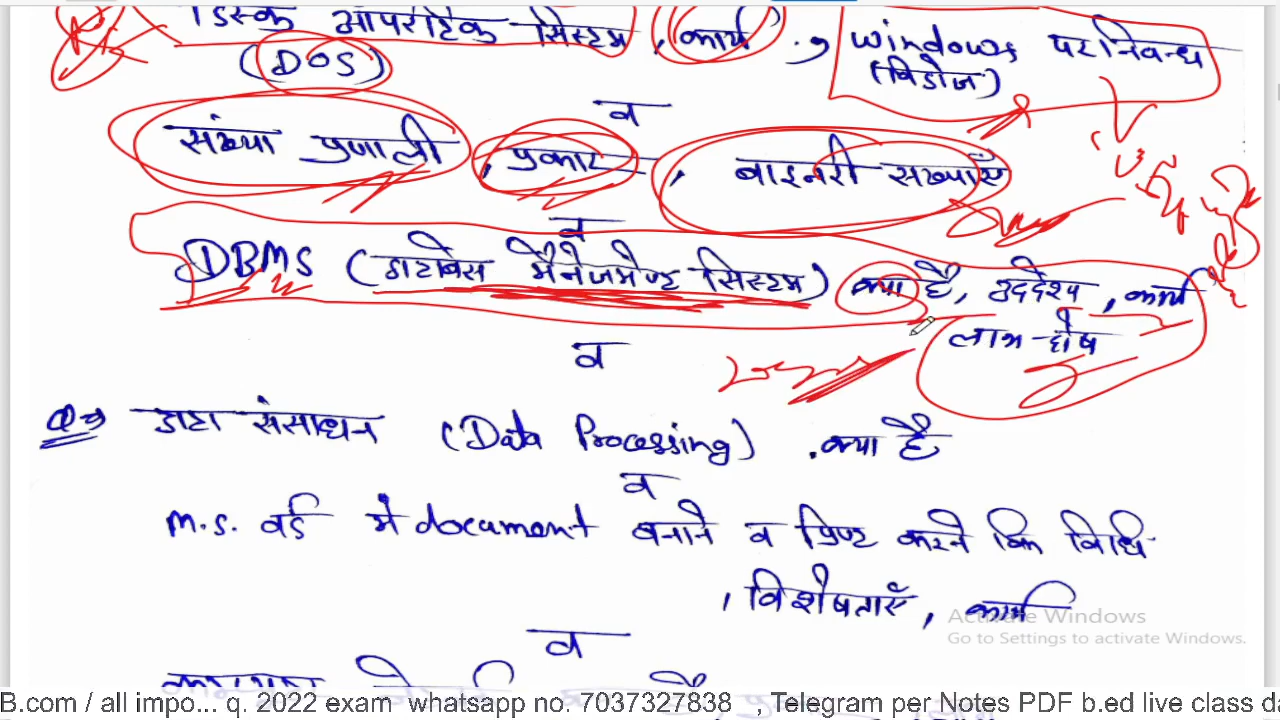 डिस्क ऑपरेटिंक सिस्टम , कार्य , windows पर निबन्ध
(DOS) (विडोज)
व
संख्या प्रणाली , प्रकार , बाइनरी संख्याएँ
व
DBMS (डाटाबेस मैनेजमेण्ट सिस्टम) क्या है, उददेश्य , कार्य
लाभ-दोष
व
Q⇒ डाटा संसाधन (Data Processing) . क्या है
व
M.S. वर्ड में document बनाने व प्रिण्ट करने कि विधि
, विशेषताएँ , कार्य
व
Activate Windows
Go to Settings to activate Windows.
B.com / all impo... q. 2022 exam whatsapp no. 7037327838 , Telegram per Notes PDF b.ed live class da